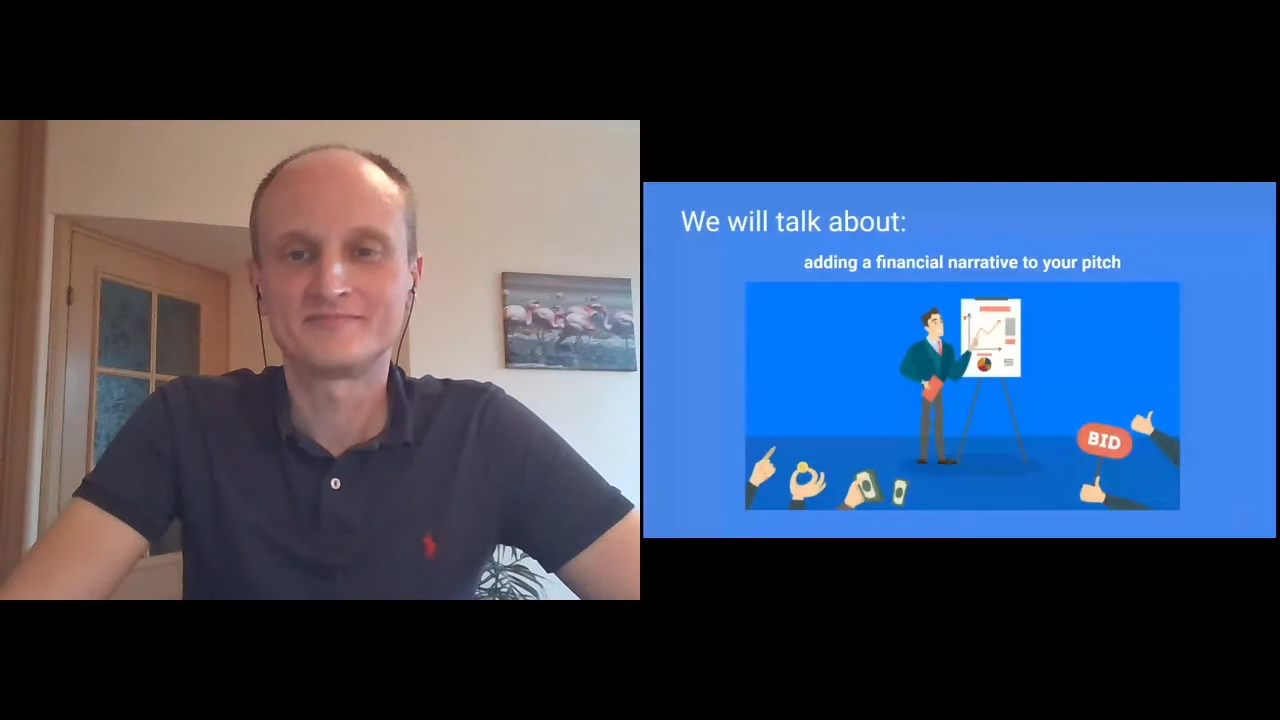 We will talk about:
adding a financial narrative to your pitch
BID